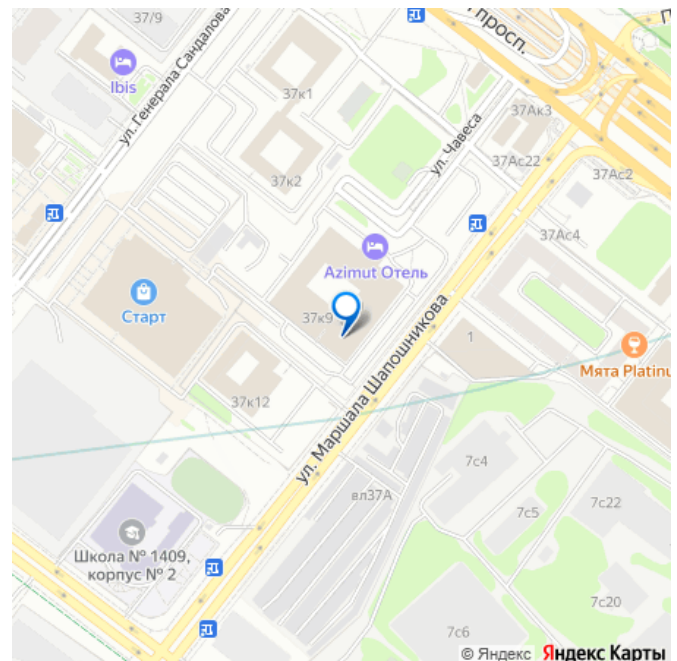 37/9
ул. Генерала Сандалова
Ibis
37к1
просп.
37Ак3
37к2
ул. Чавеса
37Ас22
37Ас2
37Ас4
Azimut Отель
Старт
37к9
ул. Маршала Шапошникова
1
Мята Platinu
37к12
7с4
вл37А
7с5
7с22
Школа № 1409,
корпус № 2
7с20
7с6
© Яндекс Яндекс Карты